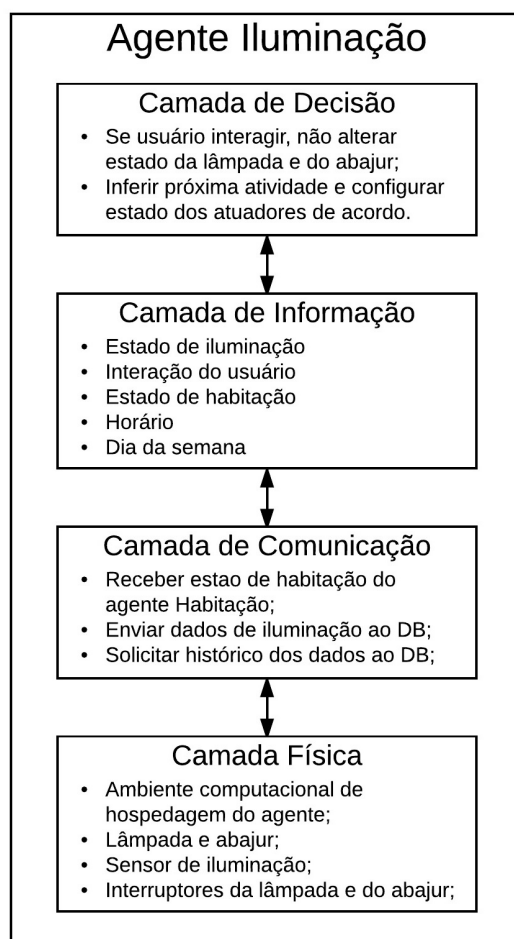 Agente Iluminação
Camada de Decisão
• Se usuário interagir, não alterar
estado da lâmpada e do abajur;
• Inferir próxima atividade e configurar
estado dos atuadores de acordo.
Camada de Informação
• Estado de iluminação
• Interação do usuário
• Estado de habitação
• Horário
• Dia da semana
Camada de Comunicação
• Receber estao de habitação do
agente Habitação;
• Enviar dados de iluminação ao DB;
• Solicitar histórico dos dados ao DB;
Camada Física
• Ambiente computacional de
hospedagem do agente;
• Lâmpada e abajur;
• Sensor de iluminação;
• Interruptores da lâmpada e do abajur;